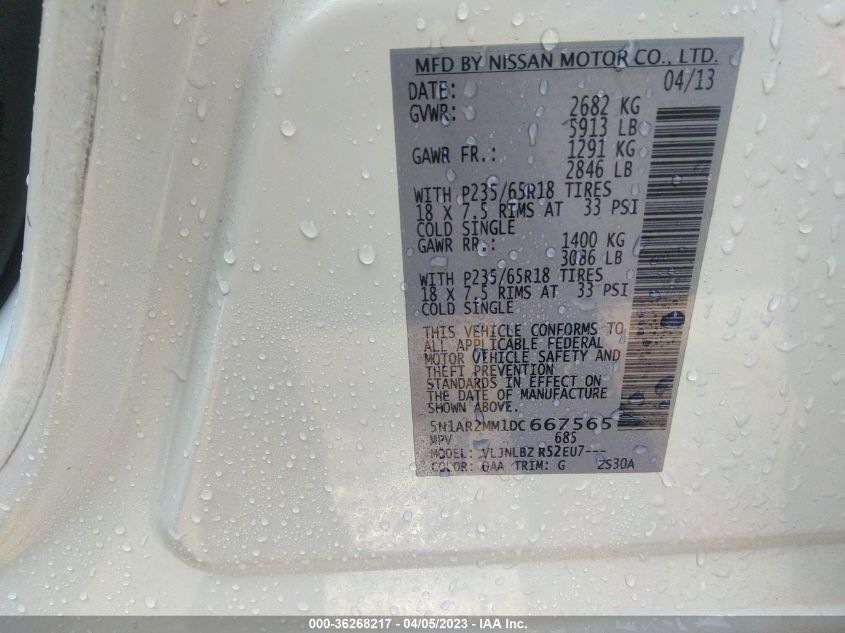 MFD BY NISSAN MOTOR CO., LTD.
DATE: 04/13
GVWR: 2682 KG
5913 LB
GAWR FR.: 1291 KG
2846 LB
WITH P235/65R18 TIRES
18 X 7.5 RIMS AT 33 PSI
COLD SINGLE
GAWR RR.: 1400 KG
3086 LB
WITH P235/65R18 TIRES
18 X 7.5 RIMS AT 33 PSI
COLD SINGLE
THIS VEHICLE CONFORMS TO
ALL APPLICABLE FEDERAL
MOTOR VEHICLE SAFETY AND
THEFT PREVENTION
STANDARDS IN EFFECT ON
THE DATE OF MANUFACTURE
SHOWN ABOVE.
5N1AR2MM1DC667565
MPV 685
MODEL: VLJNLBZ R52EU7---
COLOR: QAA TRIM: G 2S30A
000-36268217 - 04/05/2023 - IAA Inc.